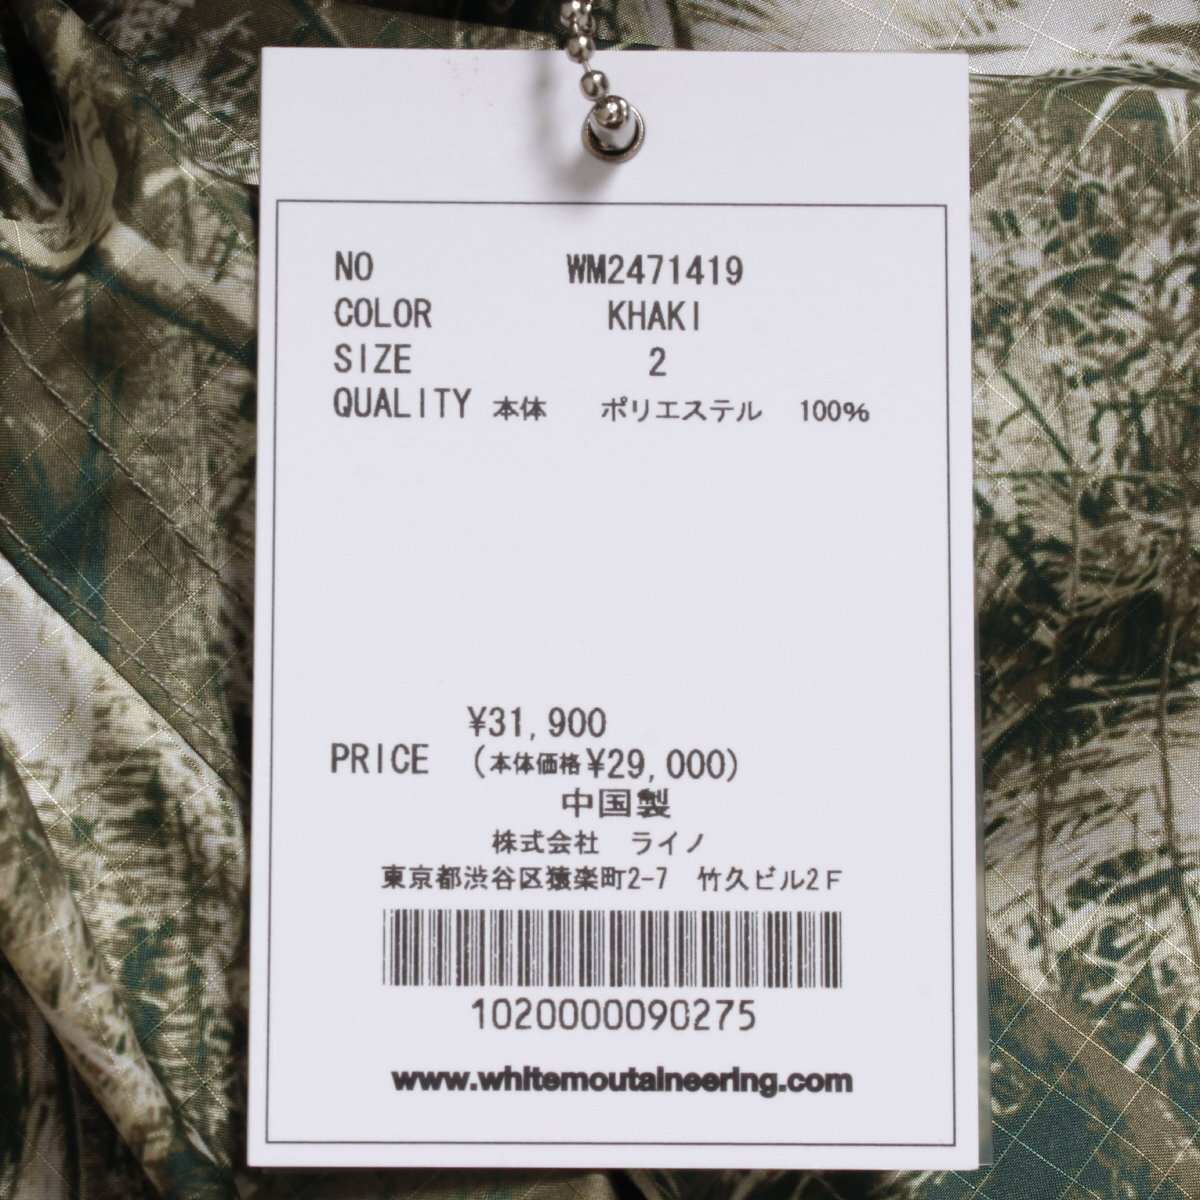 NO WM2471419
COLOR KHAKI
SIZE 2
QUALITY 本体 ポリエステル 100%
¥31,900
PRICE (本体価格¥29,000)
中国製
株式会社 ライノ
東京都渋谷区猿楽町2-7 竹久ビル2F
1020000090275
www.whitemoutaineering.com